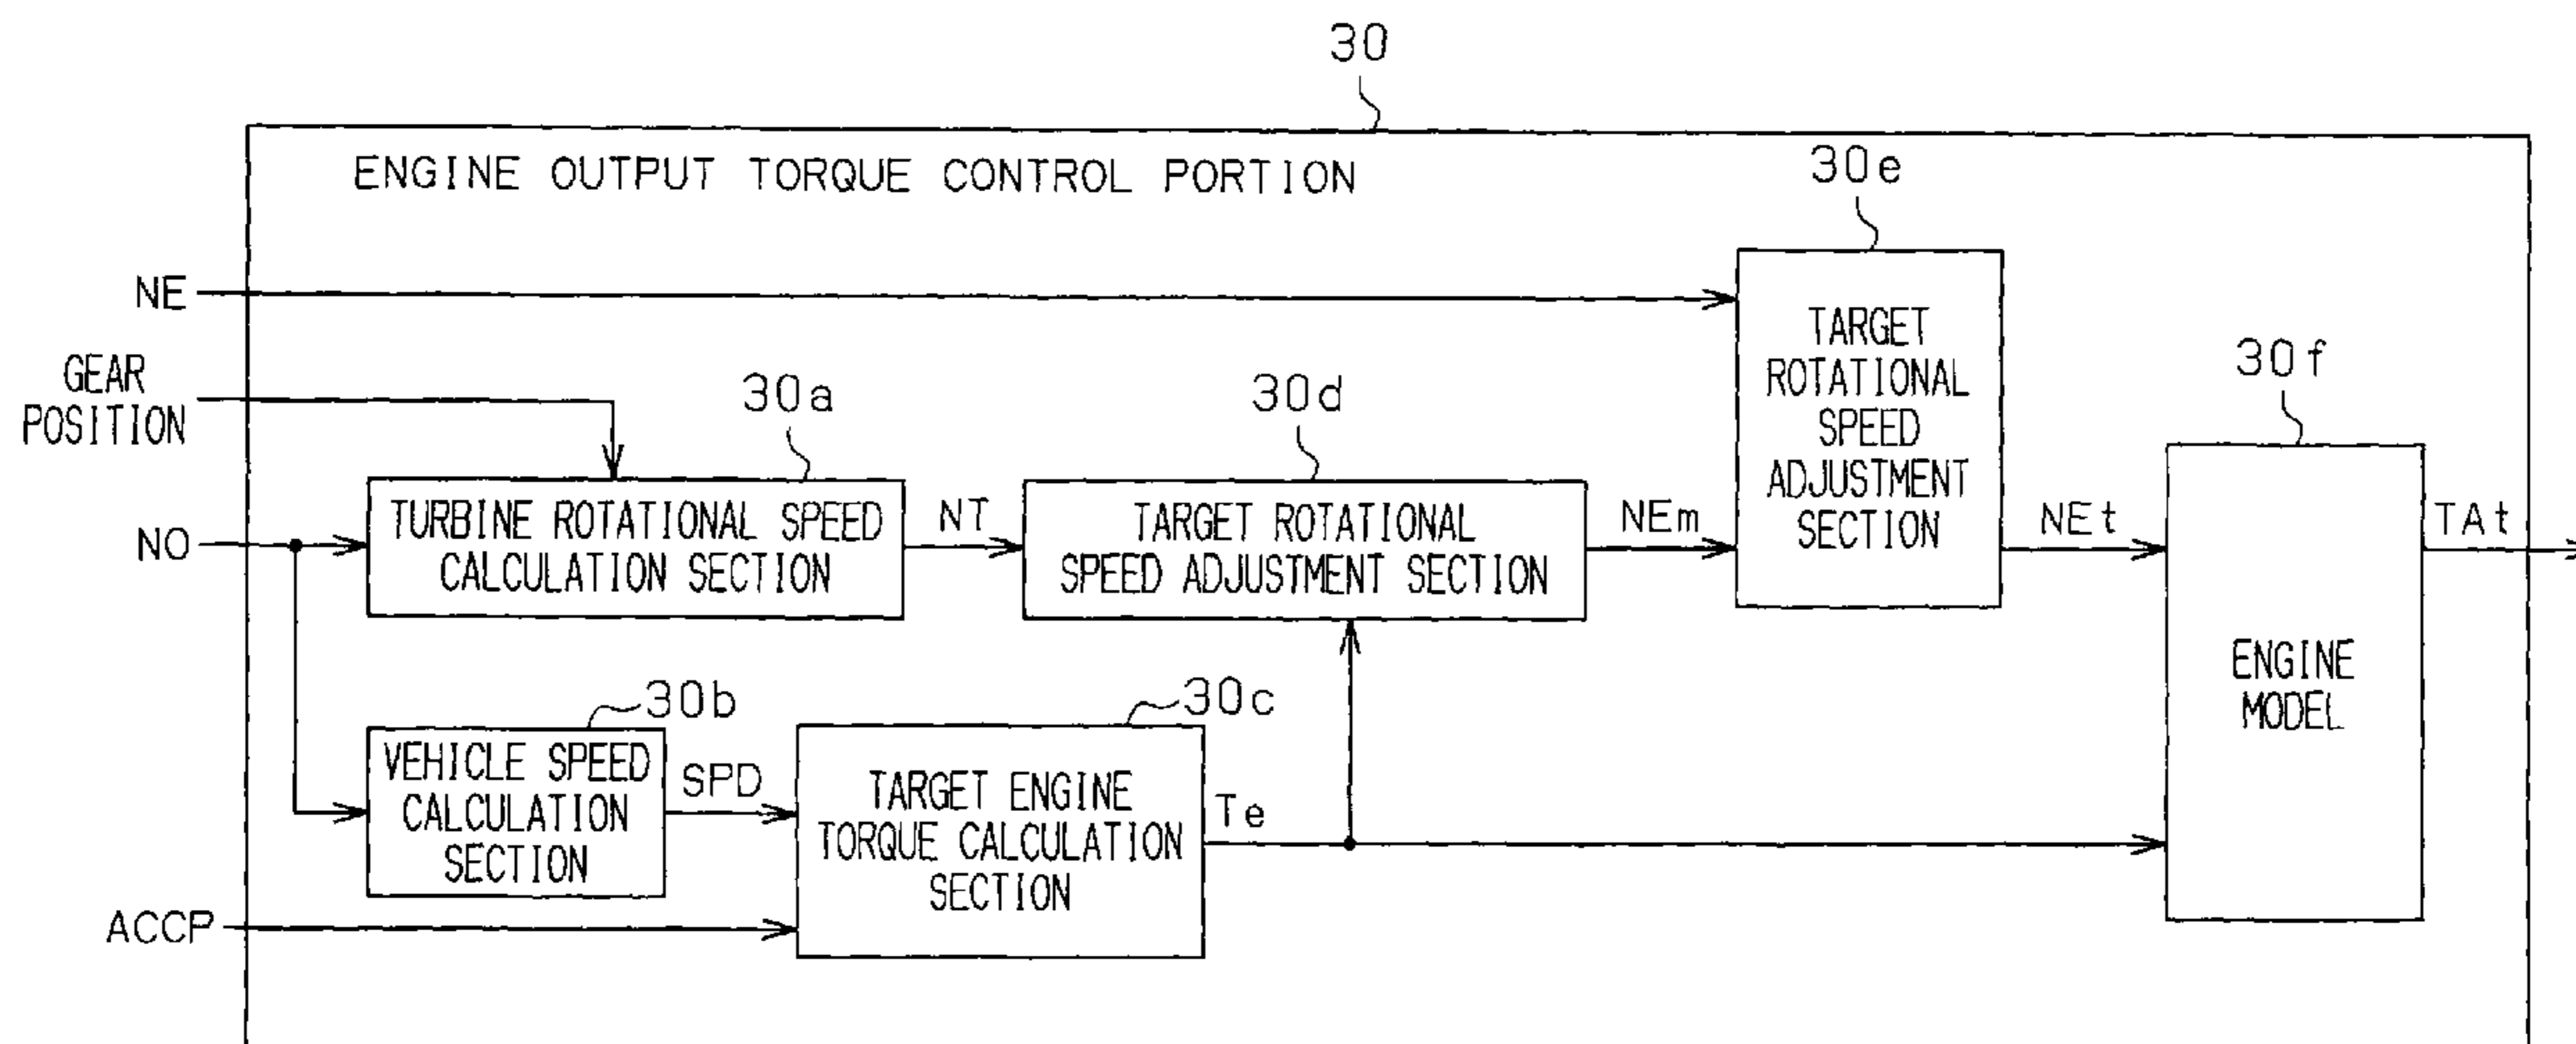 30
ENGINE OUTPUT TORQUE CONTROL PORTION
30e
NE
TARGET
ROTATIONAL
SPEED
ADJUSTMENT
SECTION
GEAR
POSITION
30a
30d
30f
NO
TURBINE ROTATIONAL SPEED
CALCULATION SECTION
NT
TARGET ROTATIONAL
SPEED ADJUSTMENT SECTION
NEm
NEt
TAt
ENGINE
MODEL
30b
30c
VEHICLE SPEED
CALCULATION
SECTION
SPD
TARGET ENGINE
TORQUE CALCULATION
SECTION
Te
ACCP